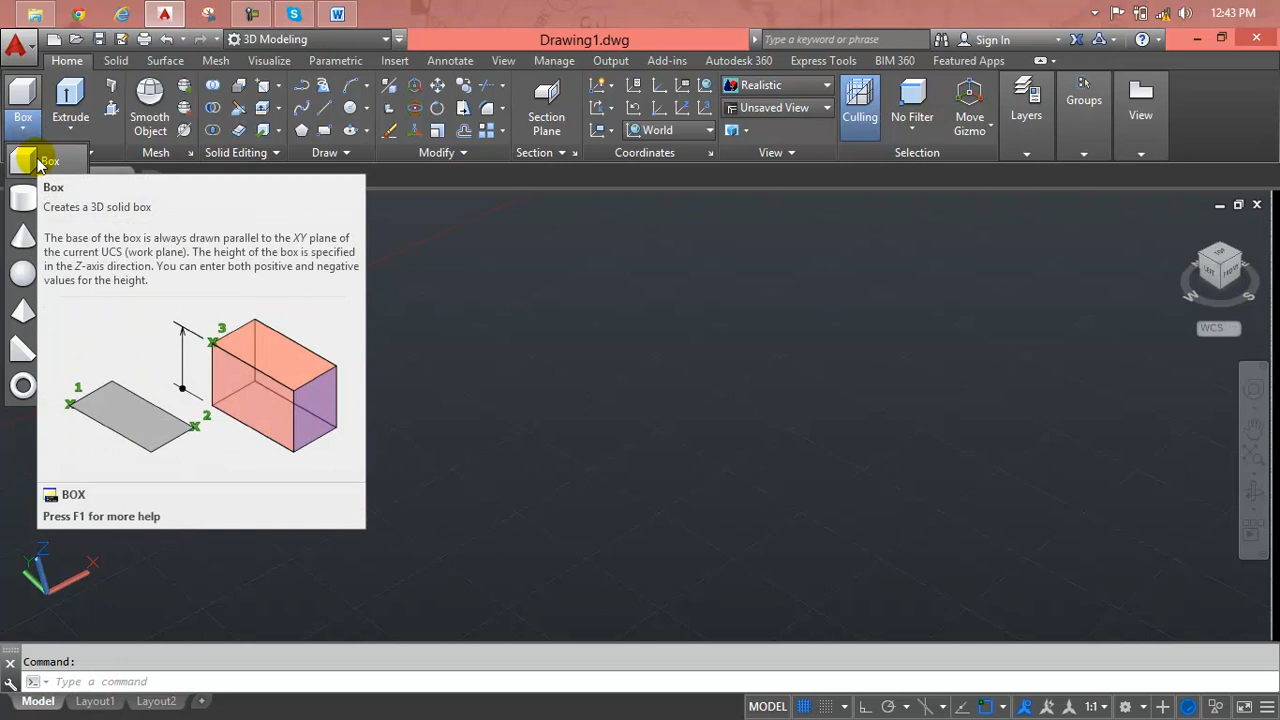 12:43 PM
3D Modeling
Drawing1.dwg
Type a keyword or phrase
Sign In
Home
Solid
Surface
Mesh
Visualize
Parametric
Insert
Annotate
View
Manage
Output
Add-ins
Autodesk 360
Express Tools
BIM 360
Featured Apps
Box
Extrude
Smooth
Object
Section
Plane
Realistic
Unsaved View
World
Culling
No Filter
Move
Gizmo
Layers
Groups
View
Mesh
Solid Editing
Draw
Modify
Section
Coordinates
View
Selection
Box
Box
Creates a 3D solid box
The base of the box is always drawn parallel to the XY plane of
the current UCS (work plane). The height of the box is specified
in the Z-axis direction. You can enter both positive and negative
values for the height.
1
2
3
BOX
Press F1 for more help
TOP
LEFT
FRONT
W
S
WCS
Z
Y
X
Command:
Type a command
Model
Layout1
Layout2
+
MODEL
1:1